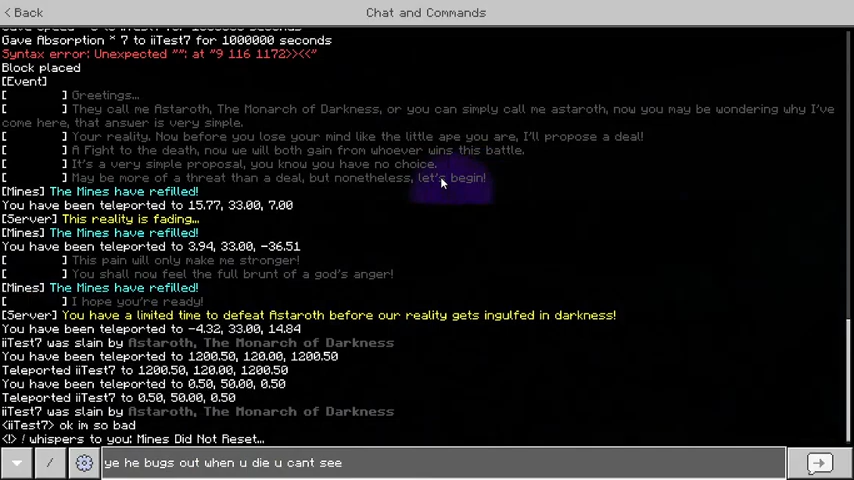 < Back
Chat and Commands
Gave Absorption * 7 to iiTest7 for 1000000 seconds
Syntax error: Unexpected "": at "9 116 1172>><<"
Block placed
[Event]
[ ] Greetings...
[ ] They call me Astaroth, The Monarch of Darkness, or you can simply call me astaroth, now you may be wondering why I've
come here, that answer is very simple.
[ ] Your reality. Now before you lose your mind like the little ape you are, I'll propose a deal!
[ ] A Fight to the death, now we will both gain from whoever wins this battle.
[ ] It's a very simple proposal, you know you have no choice.
[ ] May be more of a threat than a deal, but nonetheless, let's begin!
[Mines] The Mines have refilled!
You have been teleported to 15.77, 33.00, 7.00
[Server] This reality is fading...
[Mines] The Mines have refilled!
You have been teleported to 3.94, 33.00, -36.51
[ ] This pain will only make me stronger!
[ ] You shall now feel the full brunt of a god's anger!
[Mines] The Mines have refilled!
[ ] I hope you're ready!
[Server] You have a limited time to defeat Astaroth before our reality gets ingulfed in darkness!
You have been teleported to -4.32, 33.00, 14.84
iiTest7 was slain by Astaroth, The Monarch of Darkness
You have been teleported to 1200.50, 120.00, 1200.50
Teleported iiTest7 to 1200.50, 120.00, 1200.50
You have been teleported to 0.50, 50.00, 0.50
Teleported iiTest7 to 0.50, 50.00, 0.50
iiTest7 was slain by Astaroth, The Monarch of Darkness
<iiTest7> ok im so bad
<!> ! whispers to you: Mines Did Not Reset...
/
ye he bugs out when u die u cant see